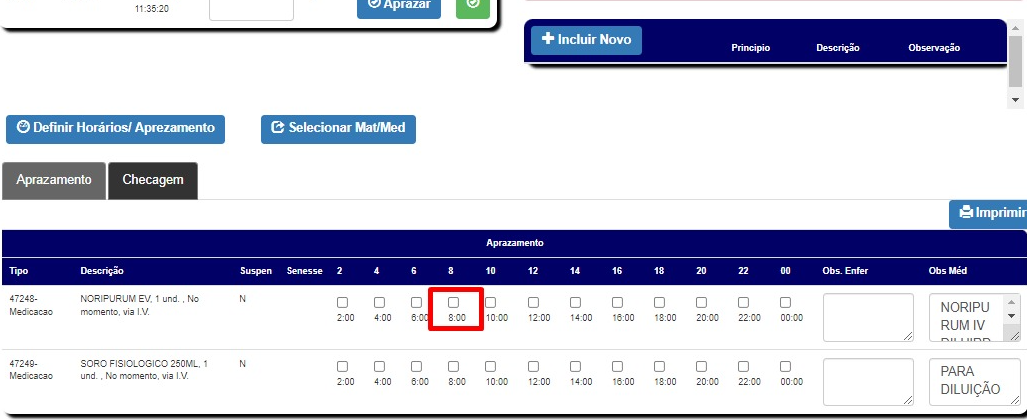 11:35:20
Aprazar
Incluir Novo
Principio Descrição Observação
Definir Horários/ Aprezamento
Selecionar Mat/Med
Aprazamento Checagem
Imprimir
Aprazamento
Tipo Descrição Suspen Senesse 2 4 6 8 10 12 14 16 18 20 22 00 Obs. Enfer Obs Méd
47248-
Medicacao
NORIPURUM EV, 1 und. , No
momento, via I.V.
N
2:00 4:00 6:00 8:00 10:00 12:00 14:00 16:00 18:00 20:00 22:00 00:00
NORIPU
RUM IV
47249-
Medicacao
SORO FISIOLOGICO 250ML, 1
und. , No momento, via I.V.
N
2:00 4:00 6:00 8:00 10:00 12:00 14:00 16:00 18:00 20:00 22:00 00:00
PARA
DILUIÇÃO